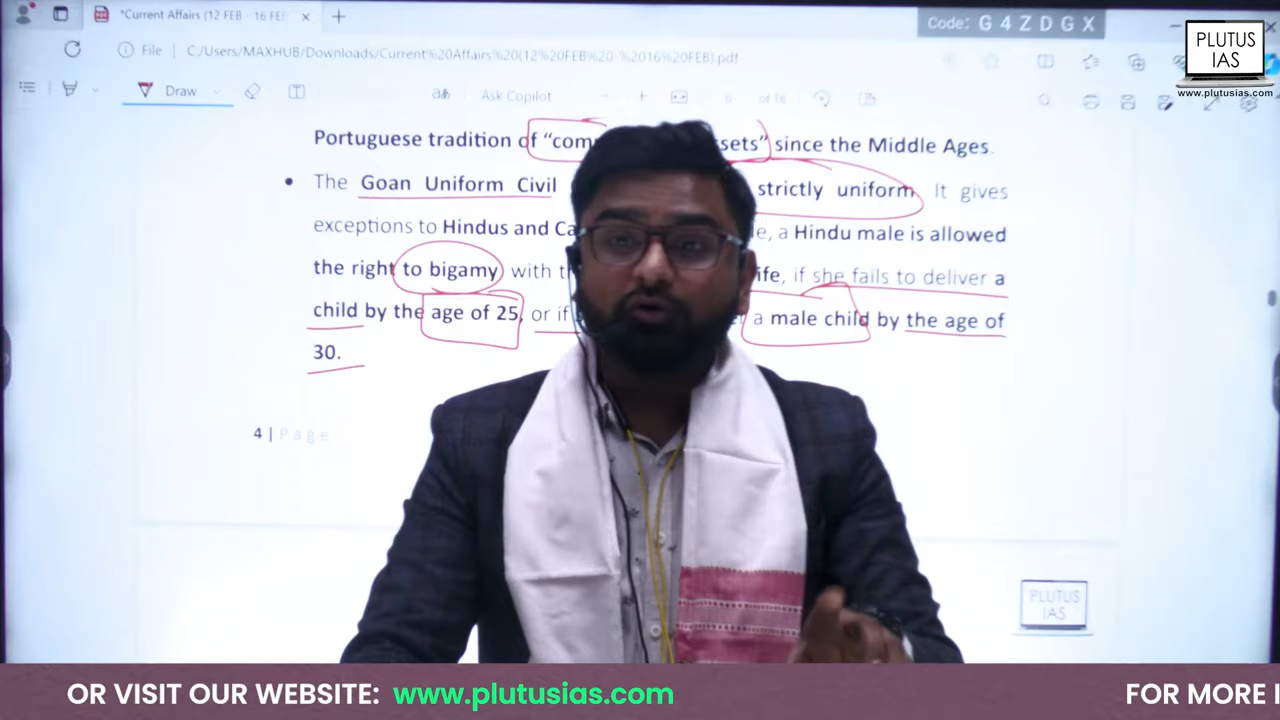 *Current Affairs (12 FEB - 16 FE
Code: G 4 Z D G X
PLUTUS
IAS
www.plutusias.com
File C:/Users/MAXHUB/Downloads/Current%20Affairs%20(12%20FEB%20-%2016%20FEB).pdf
Draw Ask Copilot 6 of 16
Portuguese tradition of “com sets” since the Middle Ages.
• The Goan Uniform Civil strictly uniform. It gives
exceptions to Hindus and Ca e, a Hindu male is allowed
the right to bigamy with th ife, if she fails to deliver a
child by the age of 25, or if a male child by the age of
30.
4 | Page
PLUTUS
IAS
OR VISIT OUR WEBSITE: www.plutusias.com FOR MORE I